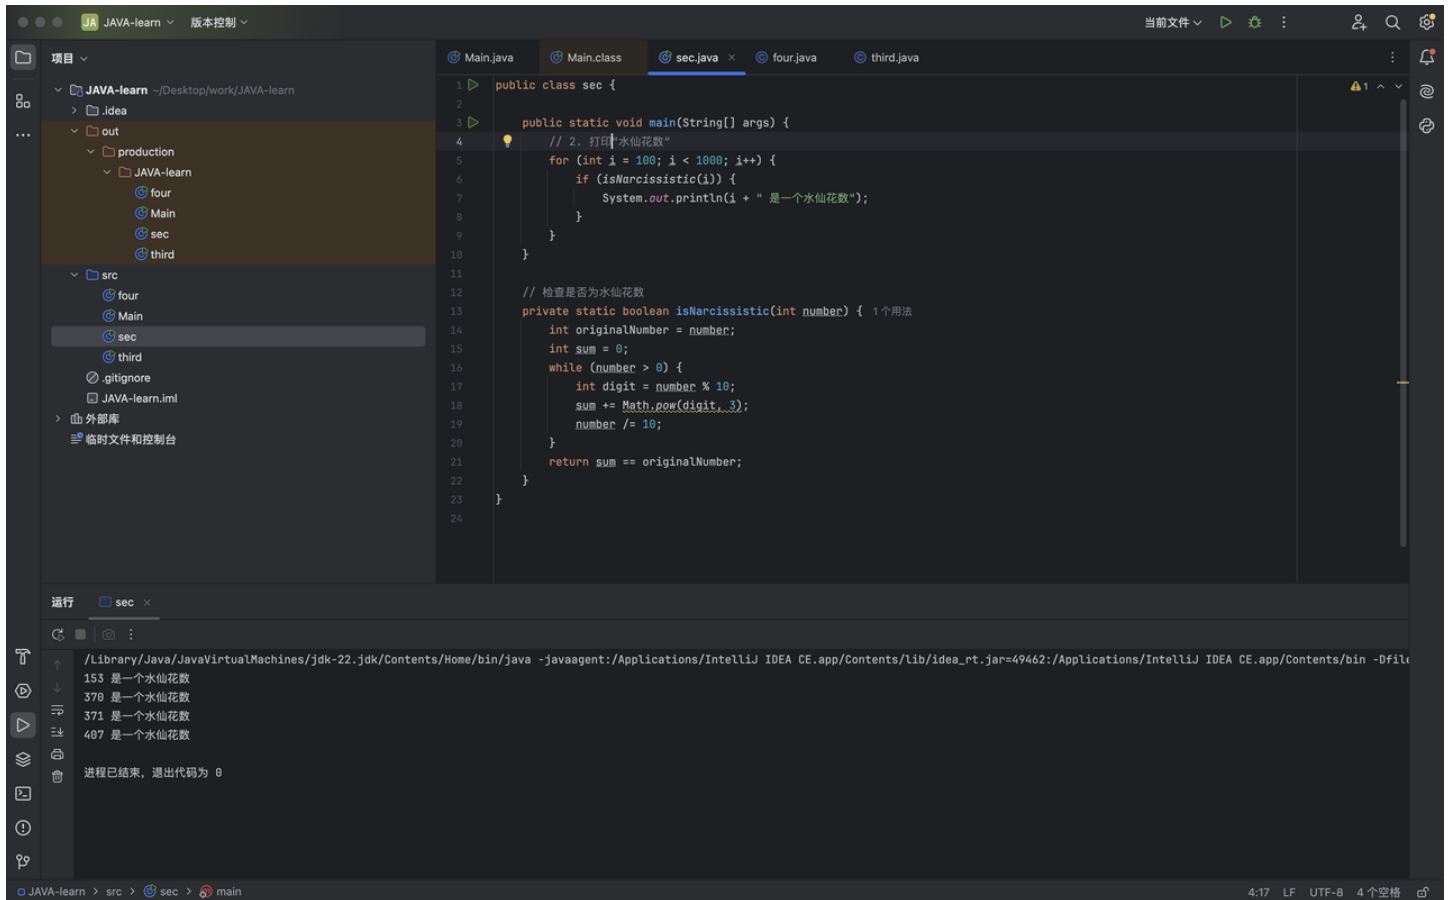 JA JAVA-learn 版本控制 当前文件
项目
JAVA-learn ~/Desktop/work/JAVA-learn
.idea
out
production
JAVA-learn
four
Main
sec
third
src
four
Main
sec
third
.gitignore
JAVA-learn.iml
外部库
临时文件和控制台
Main.java Main.class sec.java four.java third.java
1 public class sec { 1
2
3 public static void main(String[] args) {
4 // 2. 打印"水仙花数"
5 for (int i = 100; i < 1000; i++) {
6 if (isNarcissistic(i)) {
7 System.out.println(i + " 是一个水仙花数");
8 }
9 }
10 }
11
12 // 检查是否为水仙花数
13 private static boolean isNarcissistic(int number) { 1个用法
14 int originalNumber = number;
15 int sum = 0;
16 while (number > 0) {
17 int digit = number % 10;
18 sum += Math.pow(digit, 3);
19 number /= 10;
20 }
21 return sum == originalNumber;
22 }
23 }
24
运行 sec
/Library/Java/JavaVirtualMachines/jdk-22.jdk/Contents/Home/bin/java -javaagent:/Applications/IntelliJ IDEA CE.app/Contents/lib/idea_rt.jar=49462:/Applications/IntelliJ IDEA CE.app/Contents/bin -Dfile
153 是一个水仙花数
370 是一个水仙花数
371 是一个水仙花数
407 是一个水仙花数
进程已结束，退出代码为 0
JAVA-learn > src > sec > main 4:17 LF UTF-8 4 个空格